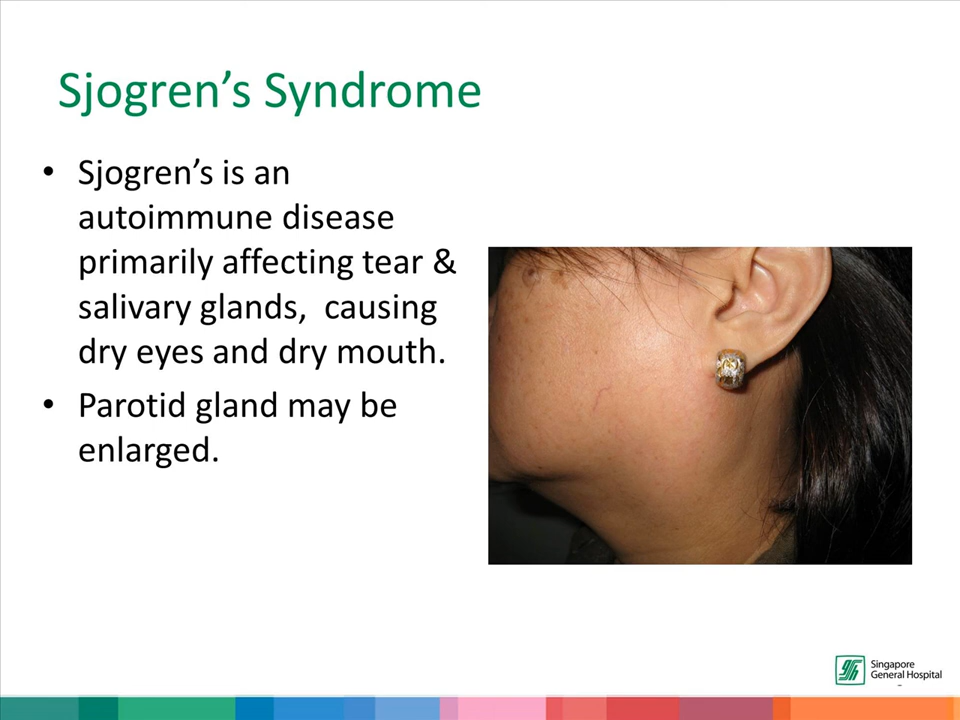 Sjogren’s Syndrome
• Sjogren’s is an
autoimmune disease
primarily affecting tear &
salivary glands,  causing
dry eyes and dry mouth.
• Parotid gland may be
enlarged.
Singapore
General Hospital